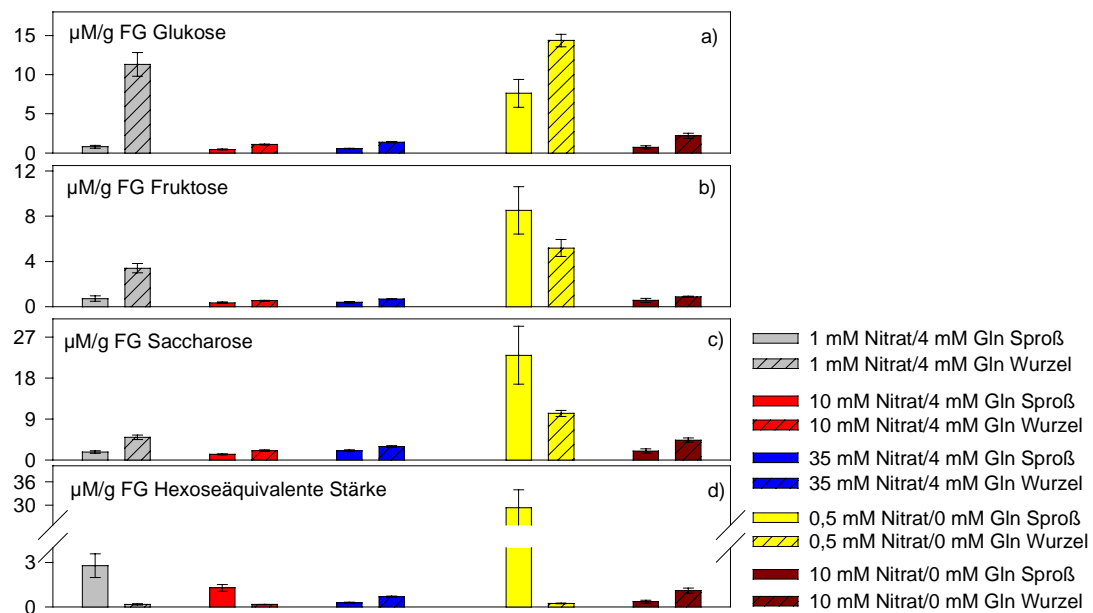 µM/g FG Glukose
a)
15
10
5
0
µM/g FG Fruktose
b)
12
8
4
0
µM/g FG Saccharose
c)
27
18
9
0
µM/g FG Hexoseäquivalente Stärke
d)
36
30
3
0
1 mM Nitrat/4 mM Gln Sproß
1 mM Nitrat/4 mM Gln Wurzel
10 mM Nitrat/4 mM Gln Sproß
10 mM Nitrat/4 mM Gln Wurzel
35 mM Nitrat/4 mM Gln Sproß
35 mM Nitrat/4 mM Gln Wurzel
0,5 mM Nitrat/0 mM Gln Sproß
0,5 mM Nitrat/0 mM Gln Wurzel
10 mM Nitrat/0 mM Gln Sproß
10 mM Nitrat/0 mM Gln Wurzel